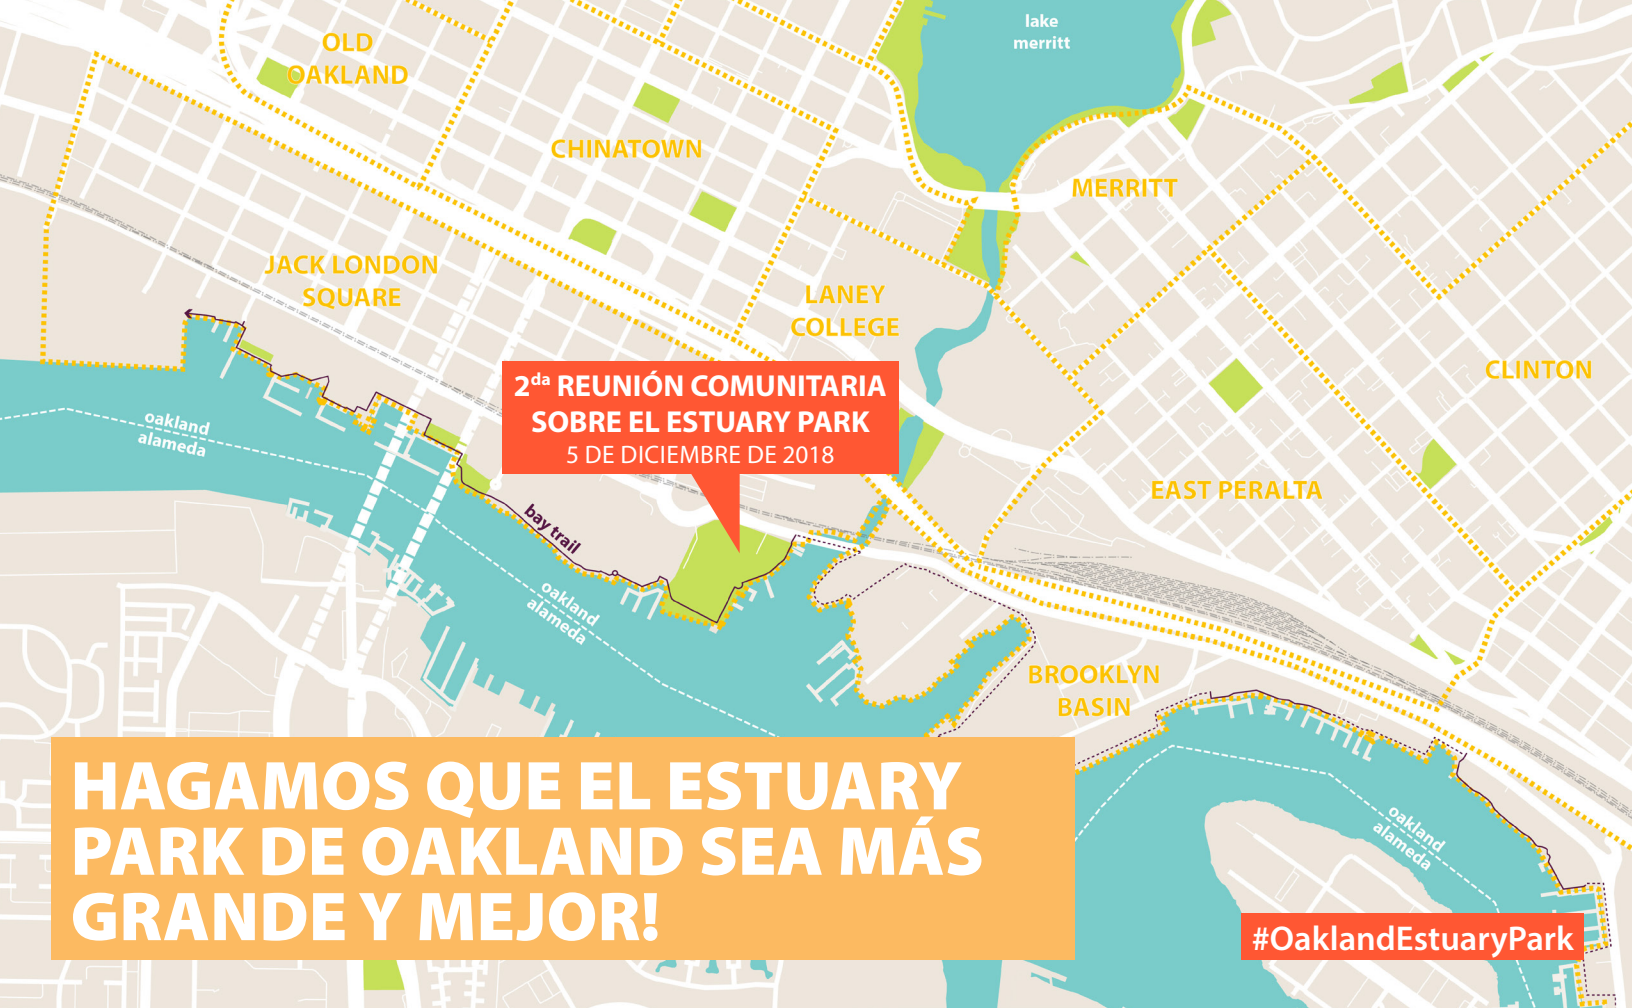 lake
merritt
OLD
OAKLAND
CHINATOWN
MERRITT
JACK LONDON
SQUARE
LANEY
COLLEGE
CLINTON
2da REUNIÓN COMUNITARIA
SOBRE EL ESTUARY PARK
5 DE DICIEMBRE DE 2018
oakland
alameda
EAST PERALTA
bay trail
oakland
alameda
BROOKLYN
BASIN
HAGAMOS QUE EL ESTUARY
PARK DE OAKLAND SEA MÁS
GRANDE Y MEJOR!
oakland
alameda
#OaklandEstuaryPark